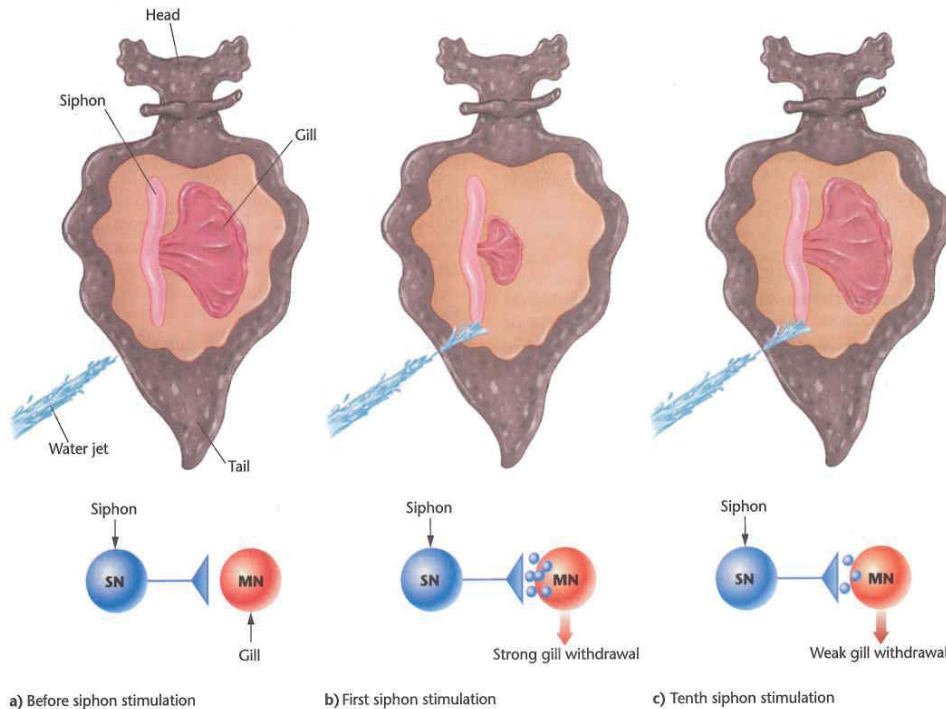 Head
Siphon
Gill
Water jet
Tail
Siphon
SN
MN
Gill
a) Before siphon stimulation
Siphon
SN
MN
Strong gill withdrawal
b) First siphon stimulation
Siphon
SN
MN
Weak gill withdrawal
c) Tenth siphon stimulation